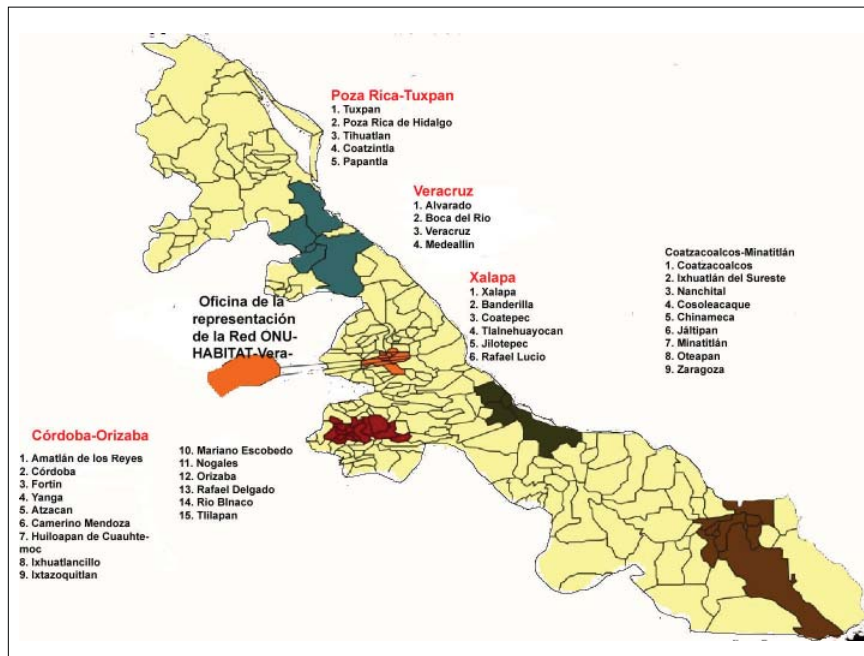 Poza Rica-Tuxpan
1. Tuxpan
2. Poza Rica de Hidalgo
3. Tihuatlan
4. Coatzintla
5. Papantla
Veracruz
1. Alvarado
2. Boca del Río
3. Veracruz
4. Medeallín
Xalapa
1. Xalapa
2. Banderilla
3. Coatepec
4. Tlalnehuayocan
5. Jilotepec
6. Rafael Lucio
Coatzacoalcos-Minatitlán
1. Coatzacoalcos
2. Ixhuatlán del Sureste
3. Nanchital
4. Cosoleacaque
5. Chinameca
6. Jáltipan
7. Minatitlán
8. Oteapan
9. Zaragoza
Oficina de la
representación
de la Red ONU-
HABITAT-Vera-
Córdoba-Orizaba
1. Amatlán de los Reyes
2. Córdoba
3. Fortín
4. Yanga
5. Atzacan
6. Camerino Mendoza
7. Huiloapan de Cuauhte-
moc
8. Ixhuatlancillo
9. Ixtazoquitlan
10. Mariano Escobedo
11. Nogales
12. Orizaba
13. Rafael Delgado
14. Río Blnaco
15. Tlilapan